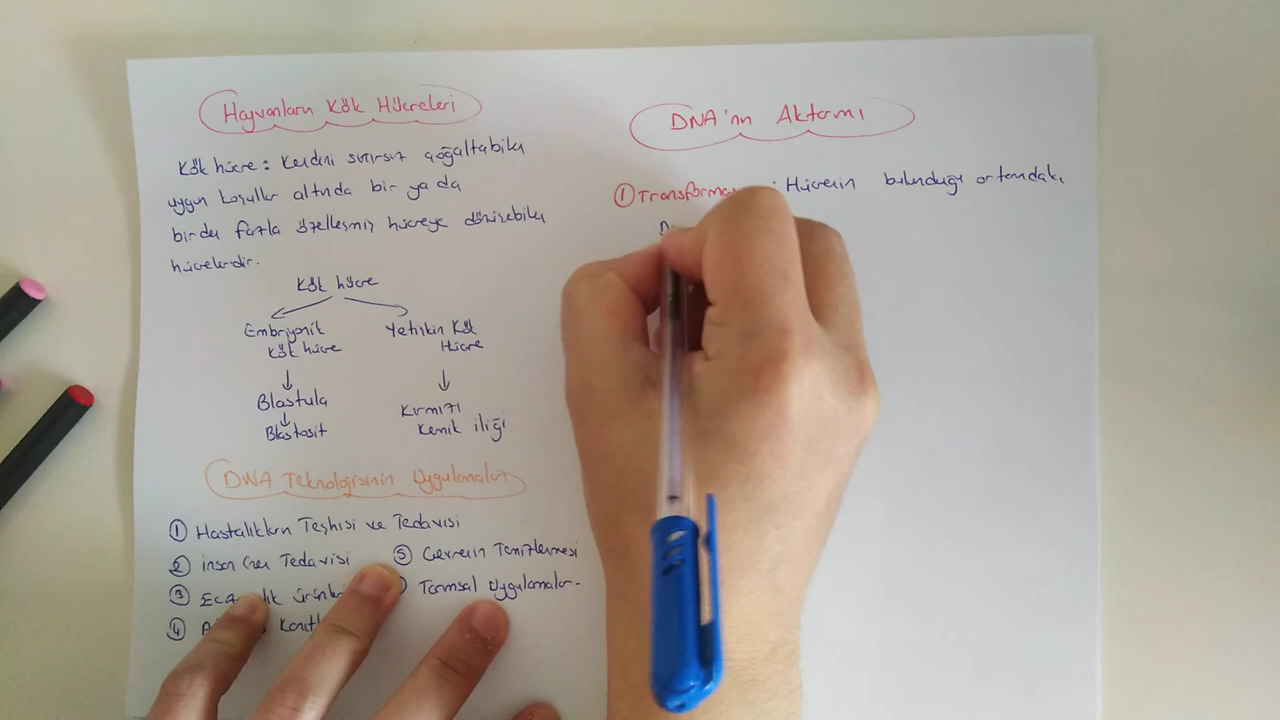 Hayvanların Kök Hücreleri
Kök hücre : Kendini sınırsız çoğaltabilen
uygun koşullar altında bir ya da
birden fazla özelleşmiş hücreye dönüşebilen
hücrelerdir.
Kök hücre
Embriyonik
Kök hücre
Yetişkin Kök
Hücre
Blastula
Blastosit
Kırmızı
Kemik iliği
DNA Teknolojisinin Uygulamaları
① Hastalıkların Teşhisi ve Tedavisi
② insan Gen Tedavisi
③
④
⑤ Çevrenin Temizlenmesi
Tarımsal Uygulamalar
DNA'nın Aktarımı
① : Hücrenin bulunduğu ortamdaki